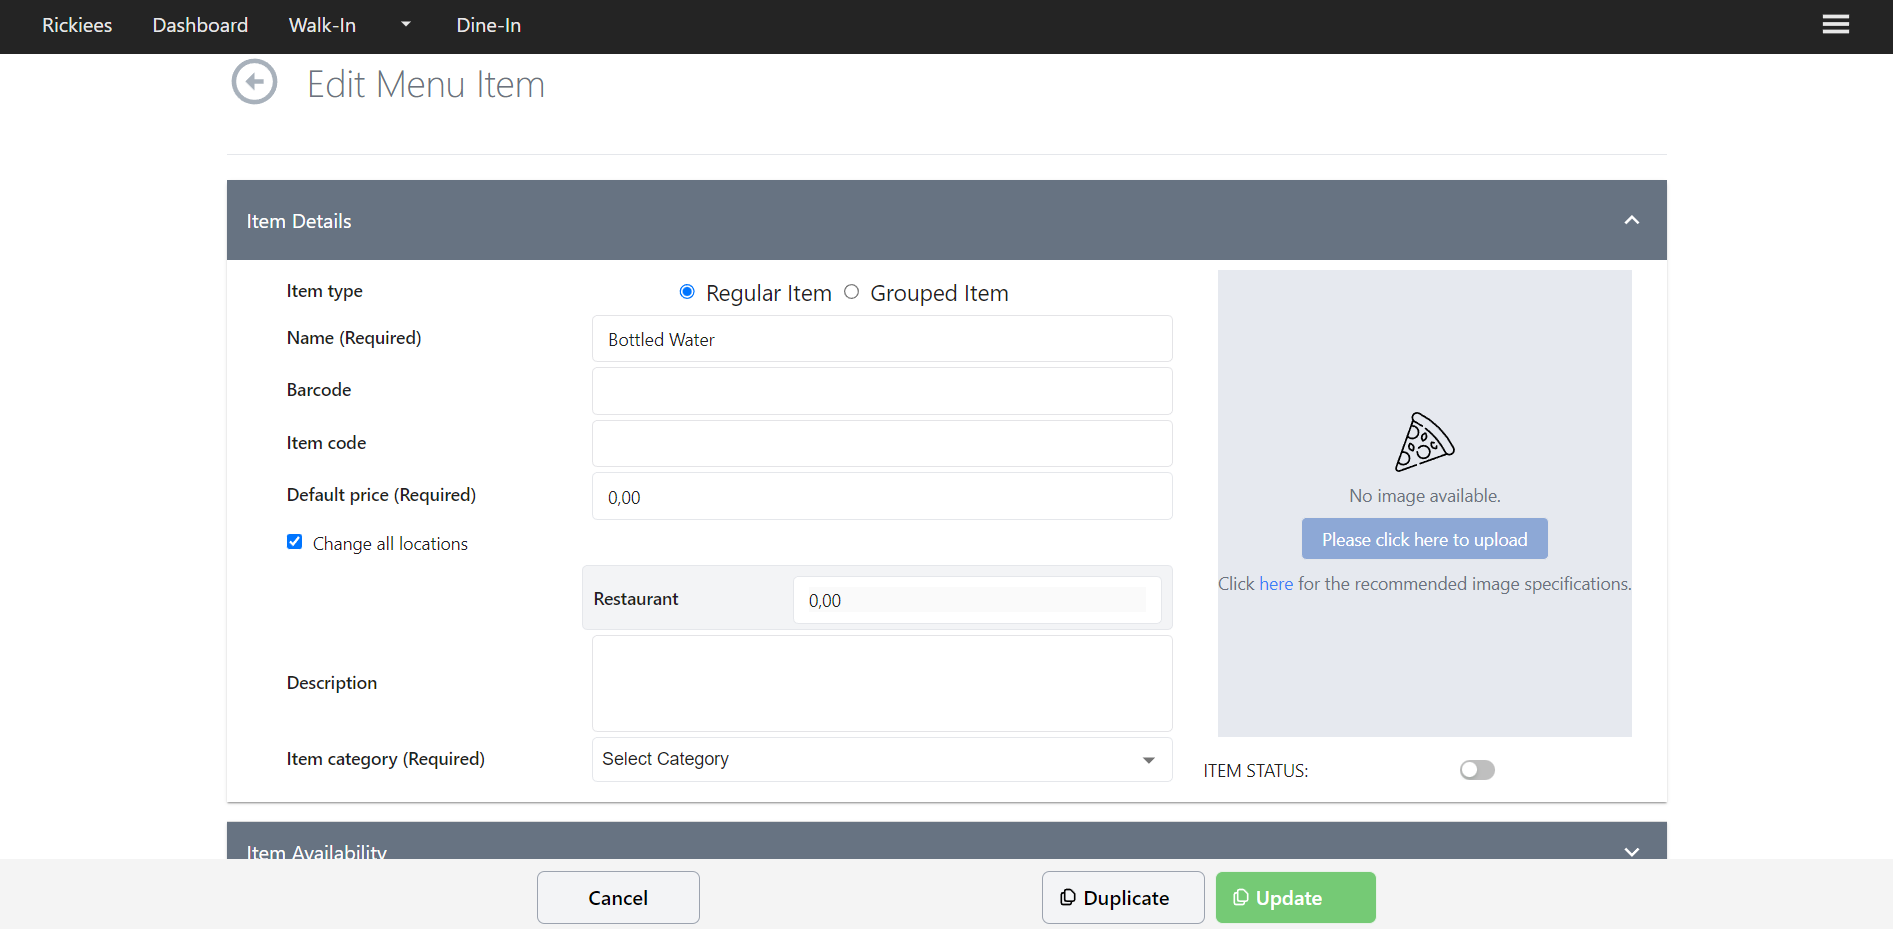 Rickiees Dashboard Walk-In Dine-In
Edit Menu Item
Item Details
Item type Regular Item Grouped Item
Name (Required) Bottled Water
Barcode
Item code
Default price (Required) 0,00
Change all locations
Restaurant 0,00
Description
Item category (Required) Select Category
No image available.
Please click here to upload
Click here for the recommended image specifications.
ITEM STATUS:
Item Availability
Cancel Duplicate Update